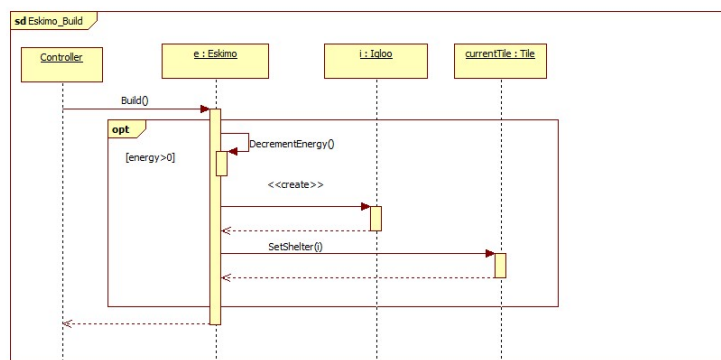 sd Eskimo_Build
Controller
e : Eskimo
i : Igloo
currentTile : Tile
Build()
opt
[energy>0]
DecrementEnergy()
<<create>>
SetShelter(i)